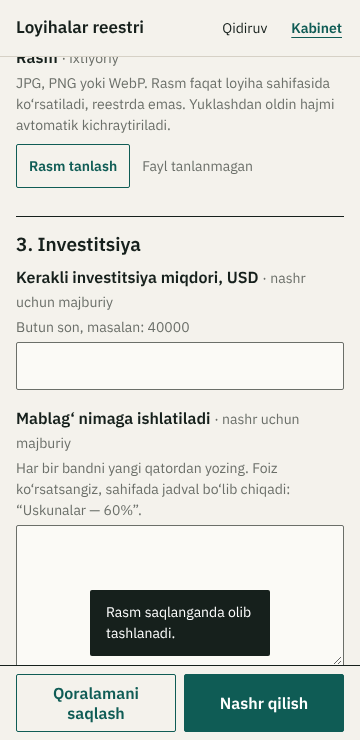 Loyihalar reestri
Qidiruv
Kabinet
Rasm · ixtiyoriy
JPG, PNG yoki WebP. Rasm faqat loyiha sahifasida
ko‘rsatiladi, reestrda emas. Yuklashdan oldin hajmi
avtomatik kichraytiriladi.
Rasm tanlash
Fayl tanlanmagan
3. Investitsiya
Kerakli investitsiya miqdori, USD · nashr
uchun majburiy
Butun son, masalan: 40000
Mablag‘ nimaga ishlatiladi · nashr uchun
majburiy
Har bir bandni yangi qatordan yozing. Foiz
ko‘rsatsangiz, sahifada jadval bo‘lib chiqadi:
“Uskunalar — 60%”.
Rasm saqlanganda olib
tashlanadi.
Qoralamani
saqlash
Nashr qilish